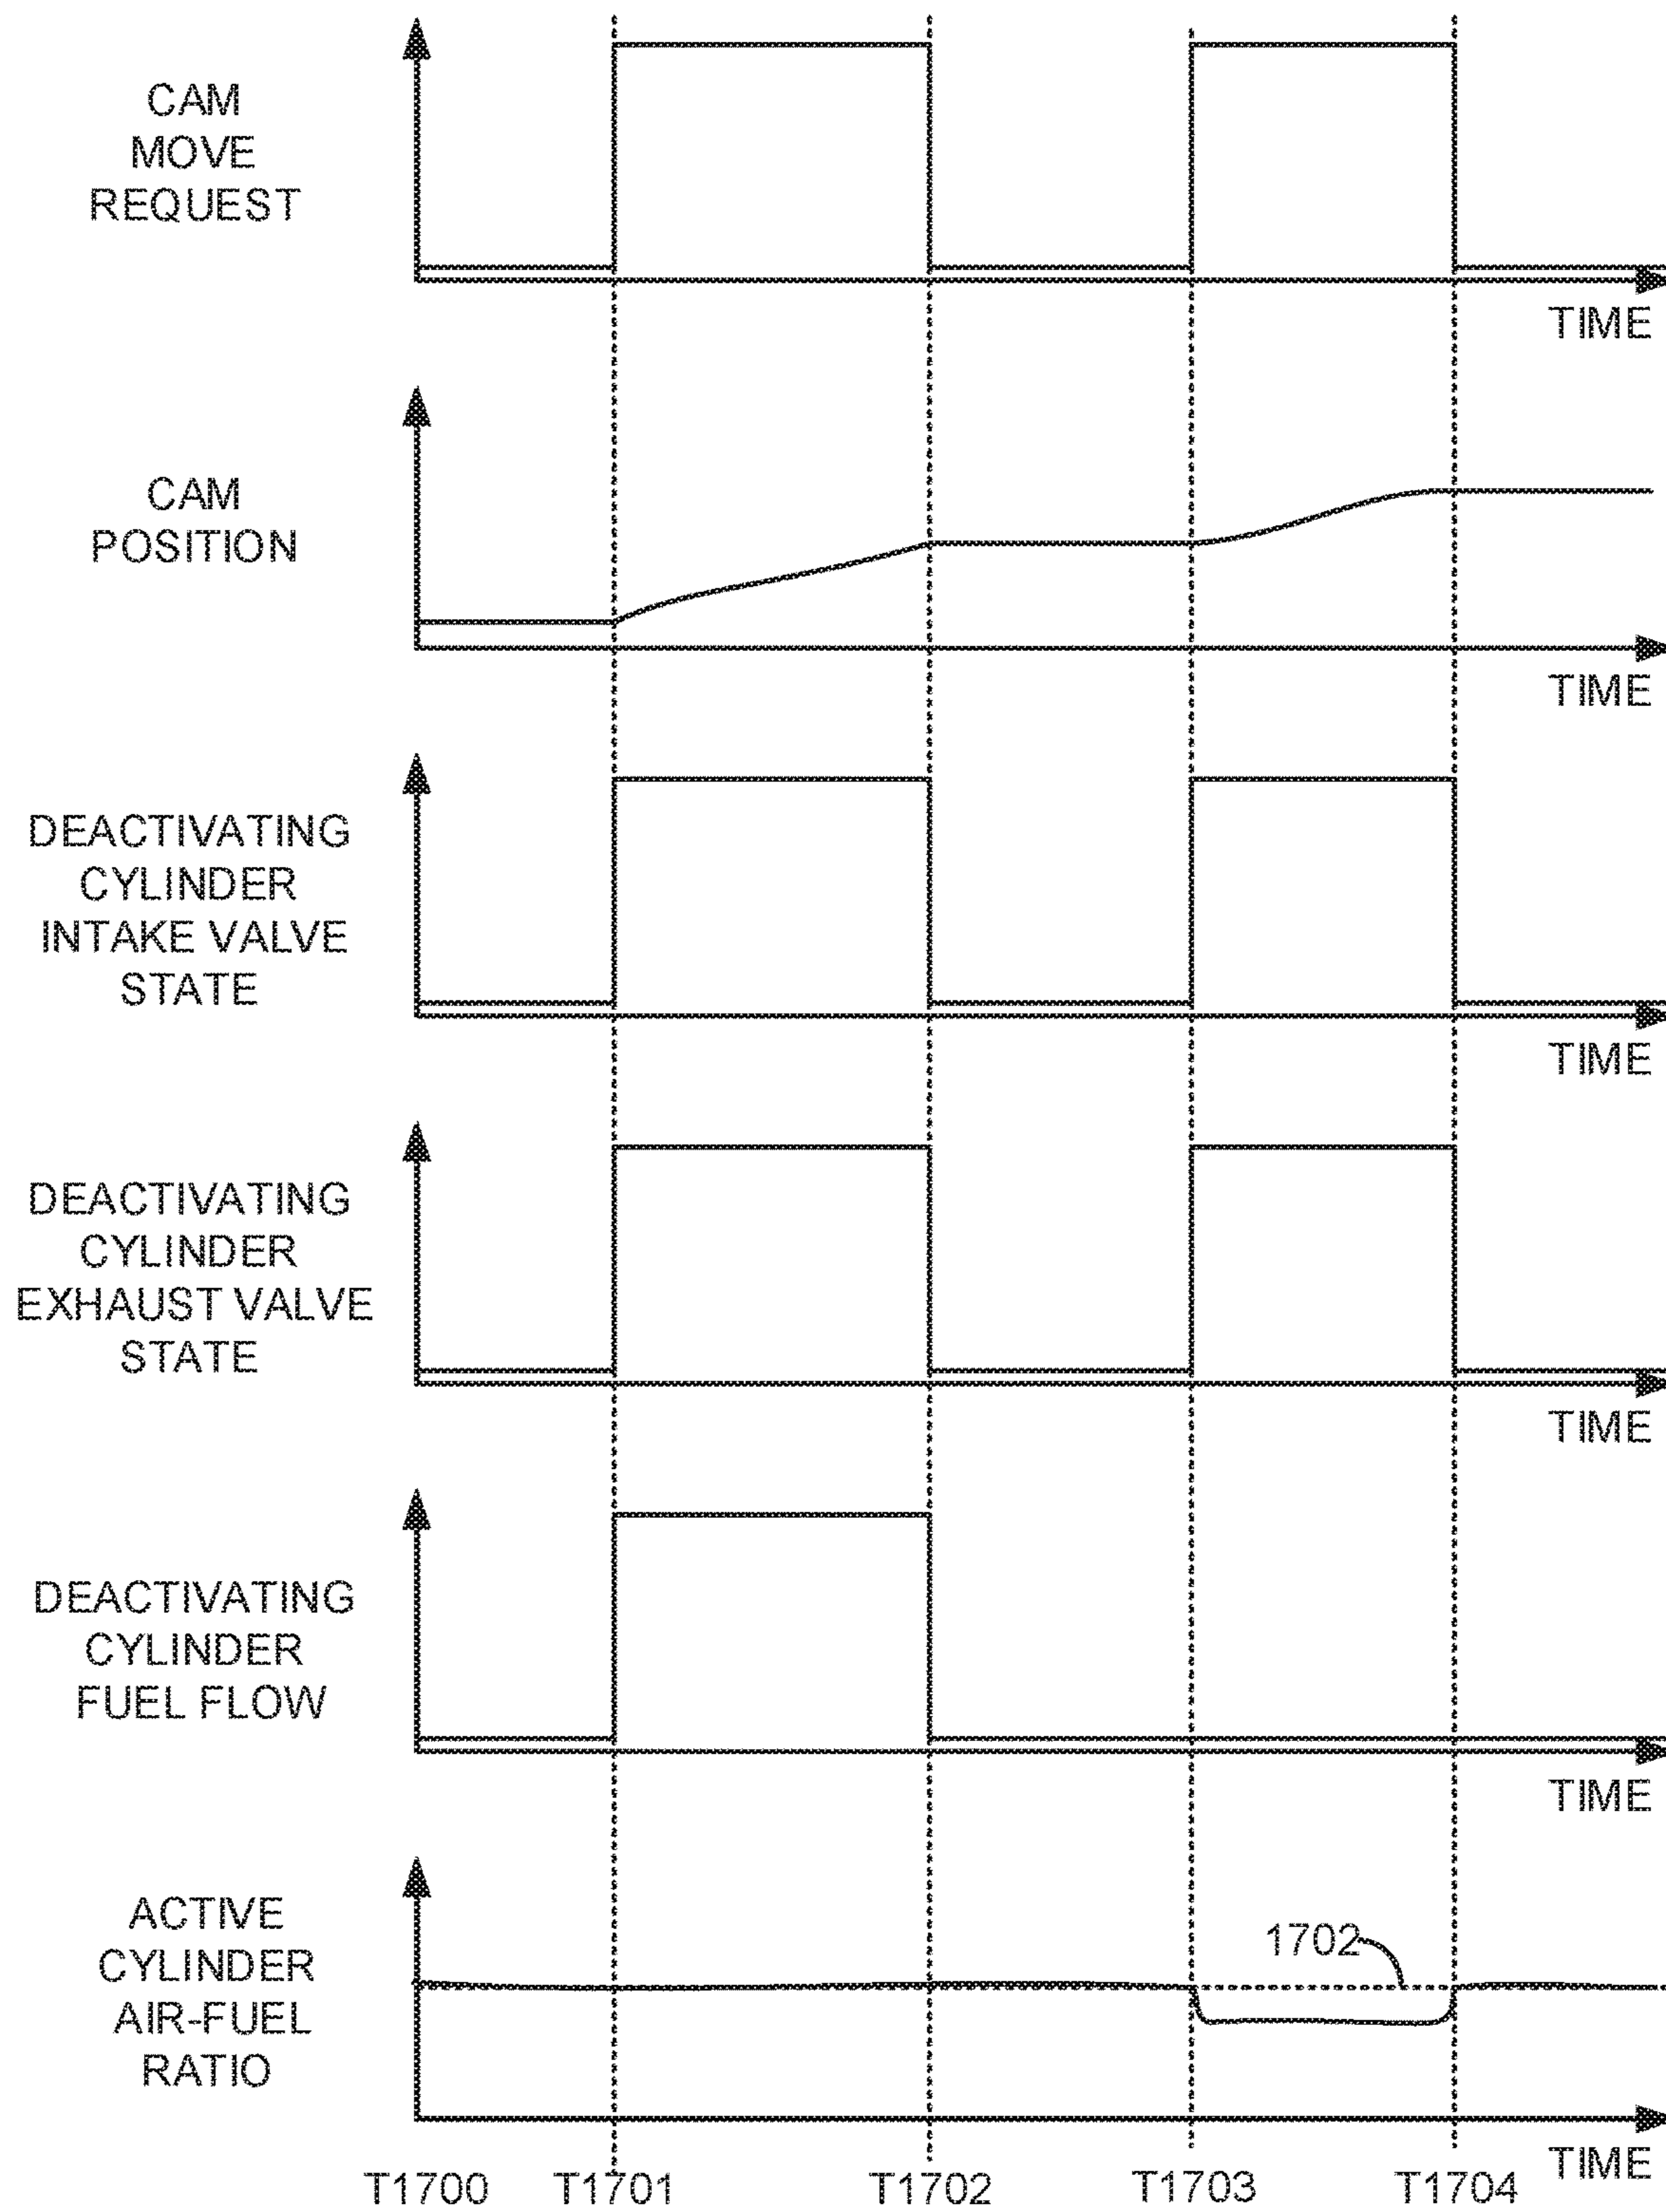 CAM
MOVE
REQUEST
TIME
CAM
POSITION
TIME
DEACTIVATING
CYLINDER
INTAKE VALVE
STATE
TIME
DEACTIVATING
CYLINDER
EXHAUST VALVE
STATE
TIME
DEACTIVATING
CYLINDER
FUEL FLOW
TIME
ACTIVE
CYLINDER
AIR-FUEL
RATIO
1702
TIME
T1700 T1701 T1702 T1703 T1704